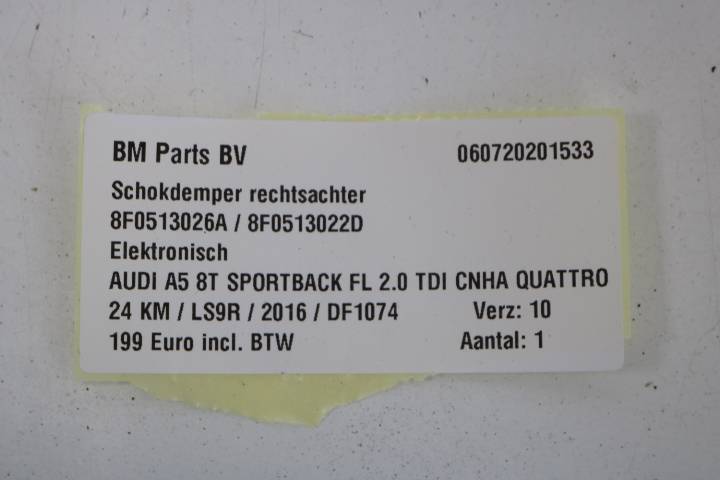 BM Parts BV 060720201533
Schokdemper rechtsachter
8F0513026A / 8F0513022D
Elektronisch
AUDI A5 8T SPORTBACK FL 2.0 TDI CNHA QUATTRO
24 KM / LS9R / 2016 / DF1074 Verz: 10
199 Euro incl. BTW Aantal: 1